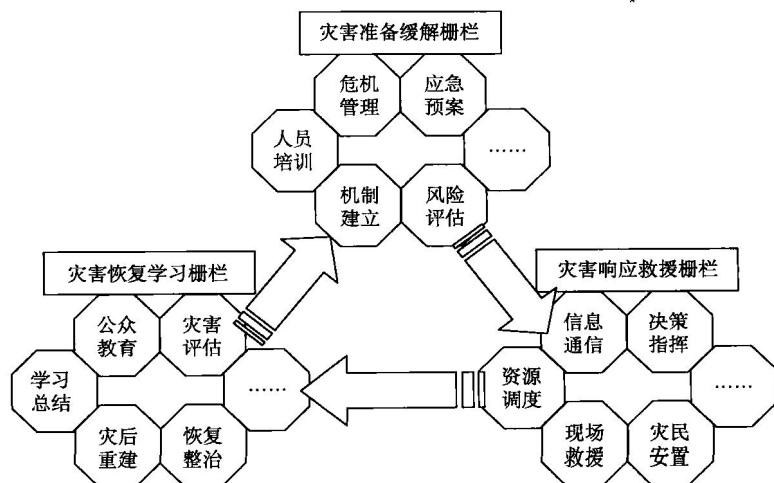 灾害准备缓解栅栏
危机
管理
应急
预案
人员
培训
……
机制
建立
风险
评估
灾害恢复学习栅栏
公众
教育
灾害
评估
学习
总结
……
灾后
重建
恢复
整治
灾害响应救援栅栏
信息
通信
决策
指挥
资源
调度
……
现场
救援
灾民
安置